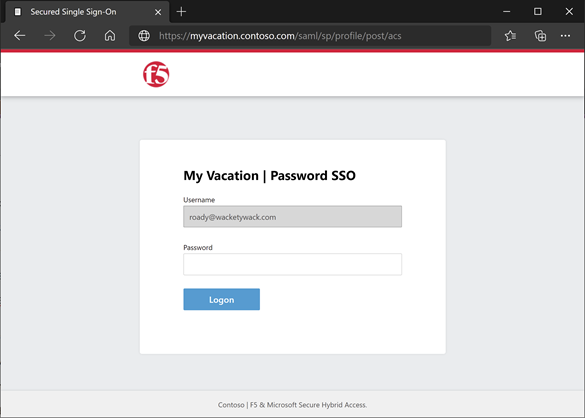 Secured Single Sign-On
https://myvacation.contoso.com/saml/sp/profile/post/acs
f5
My Vacation | Password SSO
Username
roady@wacketywack.com
Password
Logon
Contoso | F5 & Microsoft Secure Hybrid Access.